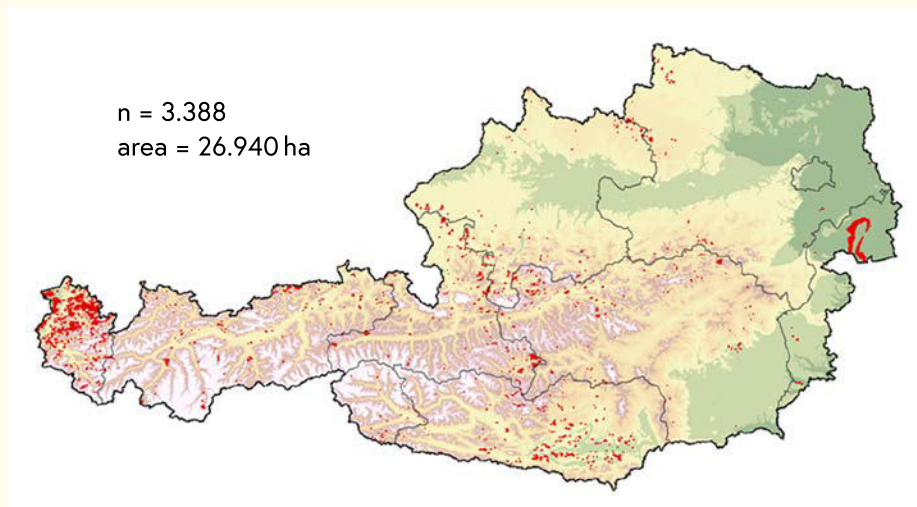 n = 3.388
area = 26.940 ha